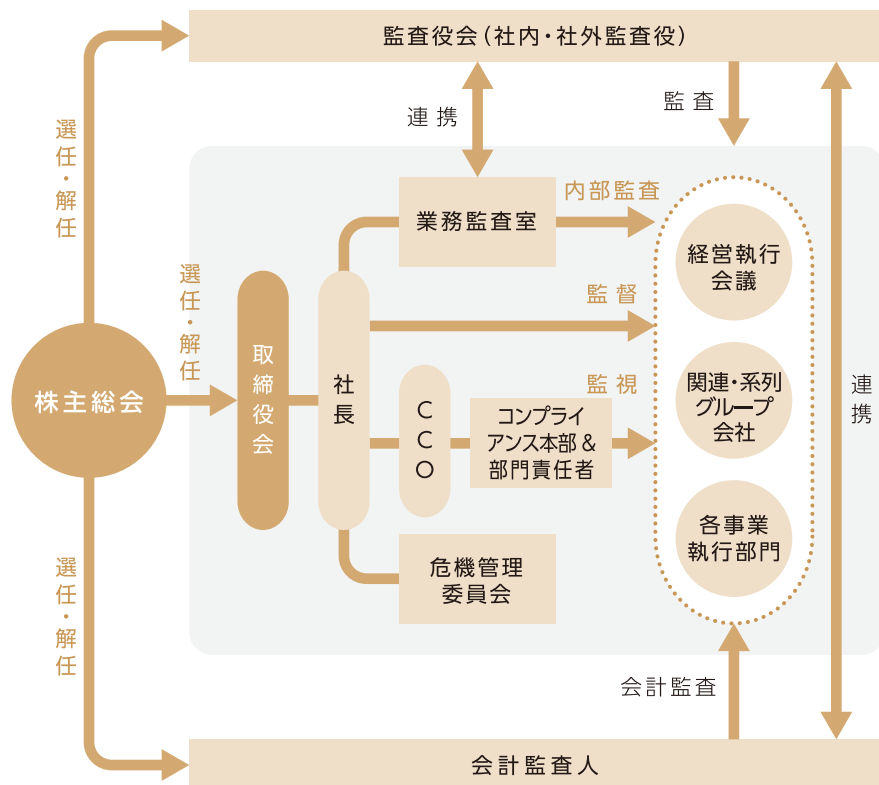 監査役会（社内・社外監査役）
連携
監査
選任・解任
業務監査室
内部監査
経営執行
会議
選任・解任
監督
株主総会
取締役会
社長
CCO
コンプライ
アンス本部＆
部門責任者
監視
関連・系列
グループ
会社
連携
各事業
執行部門
危機管理
委員会
選任・解任
会計監査
会計監査人